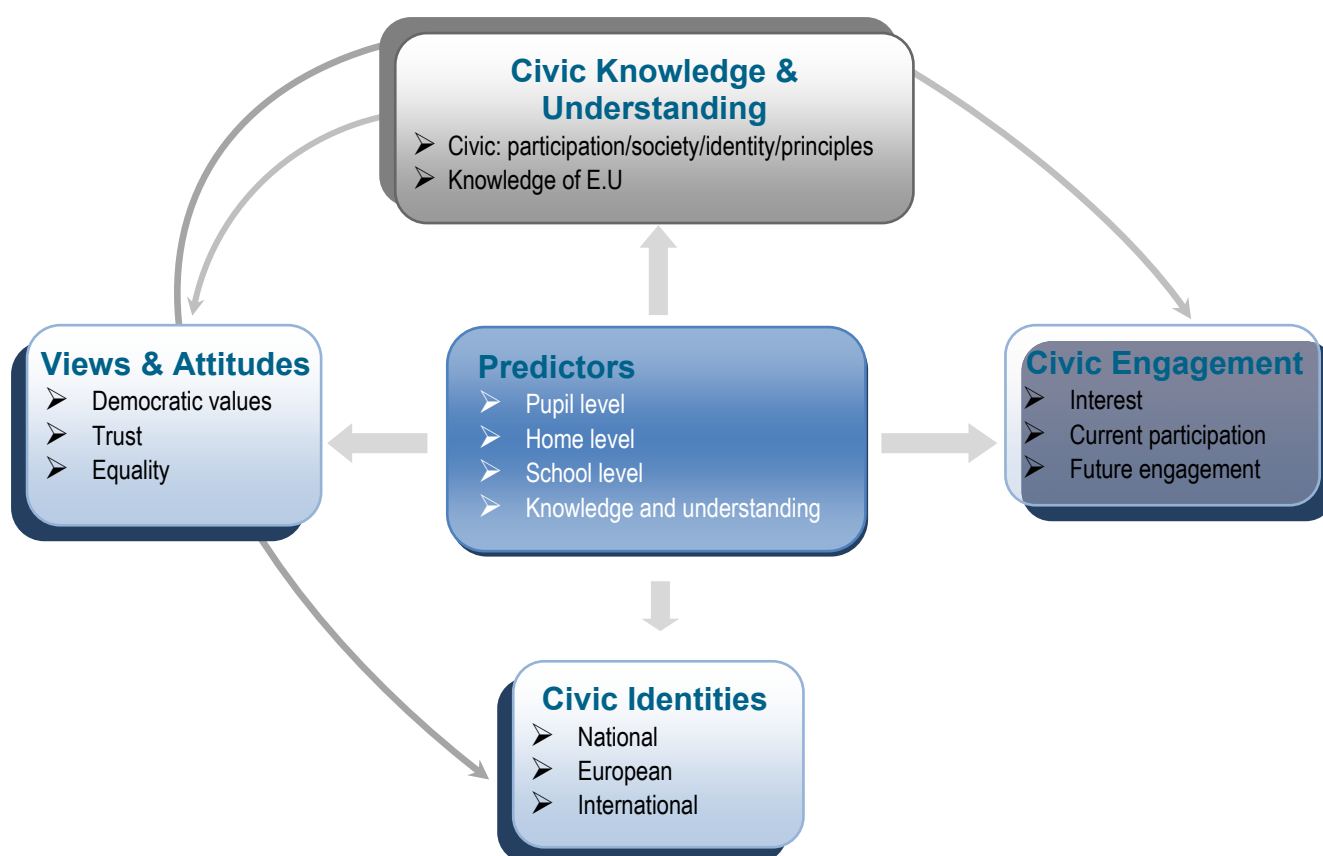 Civic Knowledge &
Understanding
➢ Civic: participation/society/identity/principles
➢ Knowledge of E.U
Views & Attitudes
➢ Democratic values
➢ Trust
➢ Equality
Predictors
➢ Pupil level
➢ Home level
➢ School level
➢ Knowledge and understanding
Civic Engagement
➢ Interest
➢ Current participation
➢ Future engagement
Civic Identities
➢ National
➢ European
➢ International